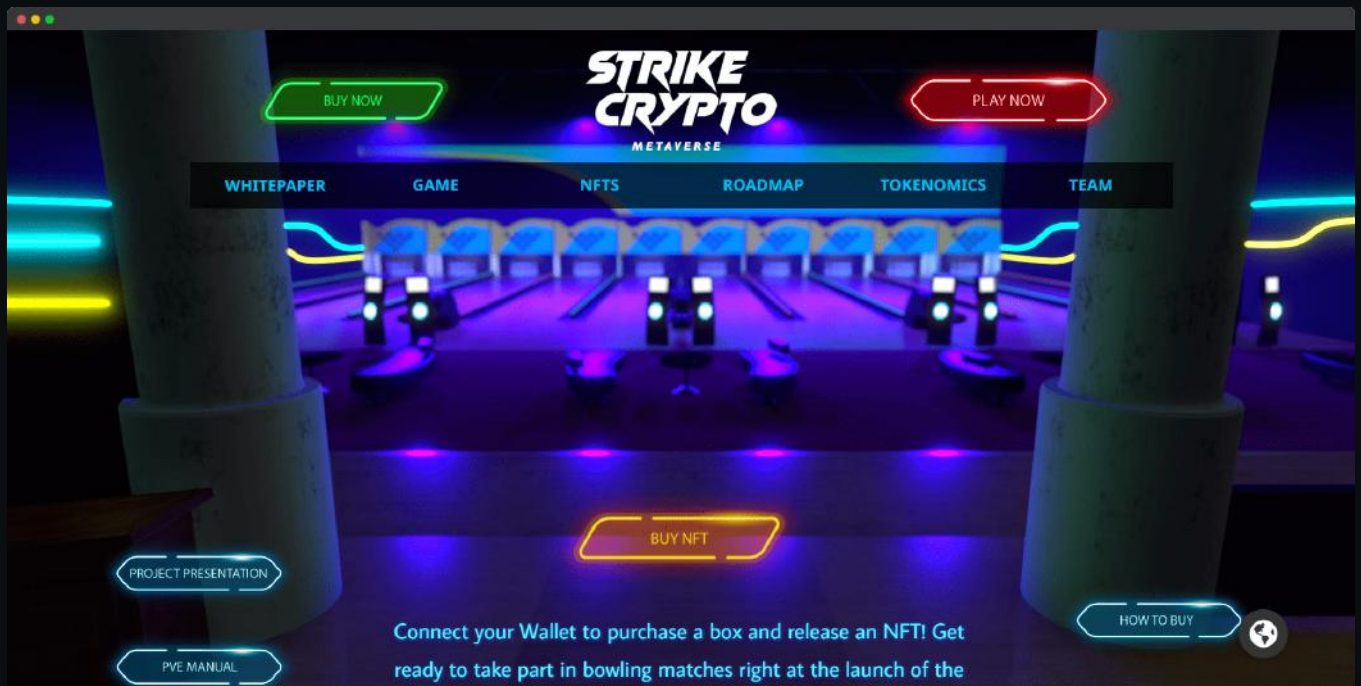 STRIKE
CRYPTO
METAVERSE
BUY NOW
PLAY NOW
WHITEPAPER GAME NFTS ROADMAP TOKENOMICS TEAM
BUY NFT
PROJECT PRESENTATION
HOW TO BUY
Connect your Wallet to purchase a box and release an NFT! Get
ready to take part in bowling matches right at the launch of the
PVE MANUAL